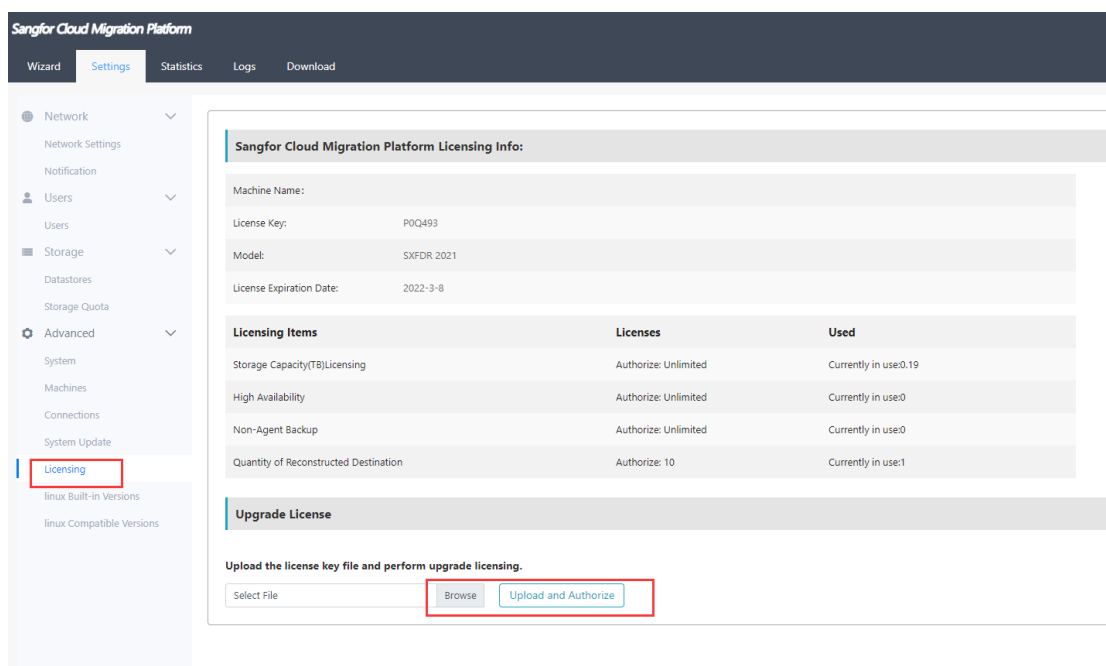 Sangfor Cloud Migration Platform
Wizard Settings Statistics Logs Download
Network
Network Settings
Notification
Users
Users
Storage
Datastores
Storage Quota
Advanced
System
Machines
Connections
System Update
Licensing
linux Built-in Versions
linux Compatible Versions
Sangfor Cloud Migration Platform Licensing Info:
Machine Name:
License Key: P0Q493
Model: SXFDR 2021
License Expiration Date: 2022-3-8
Licensing Items Licenses Used
Storage Capacity(TB)Licensing Authorize: Unlimited Currently in use:0.19
High Availability Authorize: Unlimited Currently in use:0
Non-Agent Backup Authorize: Unlimited Currently in use:0
Quantity of Reconstructed Destination Authorize: 10 Currently in use:1
Upgrade License
Upload the license key file and perform upgrade licensing.
Select File Browse Upload and Authorize